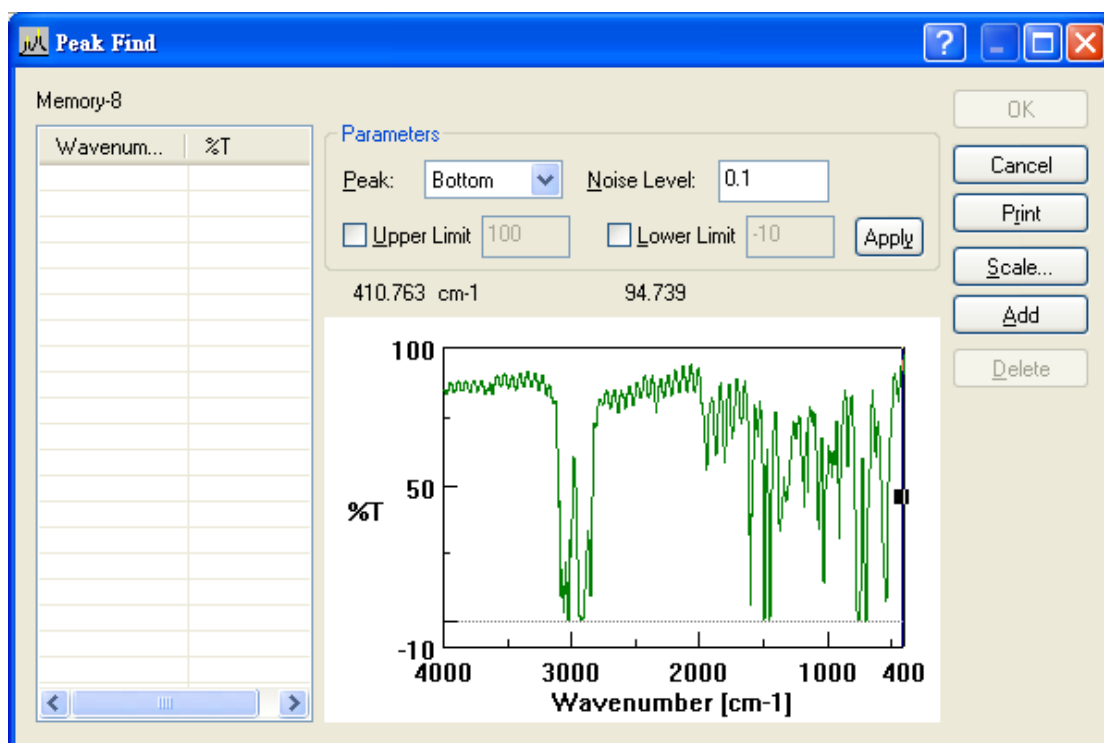 Peak Find
Memory-8
Wavenum... %T
Parameters
Peak: Bottom Noise Level: 0.1
Upper Limit 100 Lower Limit -10 Apply
410.763 cm-1 94.739
OK
Cancel
Print
Scale...
Add
Delete
100
50
%T
-10
4000 3000 2000 1000 400
Wavenumber [cm-1]